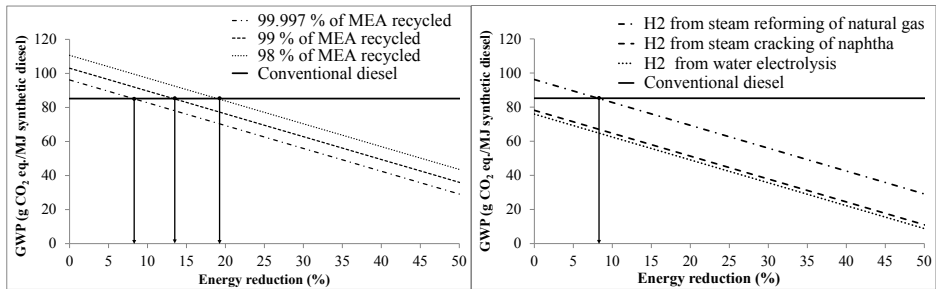 99.997 % of MEA recycled
99 % of MEA recycled
98 % of MEA recycled
Conventional diesel
GWP (g CO2 eq./MJ synthetic diesel)
120
100
80
60
40
20
0
0 5 10 15 20 25 30 35 40 45 50
Energy reduction (%)
H2 from steam reforming of natural gas
H2 from steam cracking of naphtha
H2 from water electrolysis
Conventional diesel
GWP (g CO2 eq./MJ synthetic diesel)
120
100
80
60
40
20
0
0 5 10 15 20 25 30 35 40 45 50
Energy reduction (%)